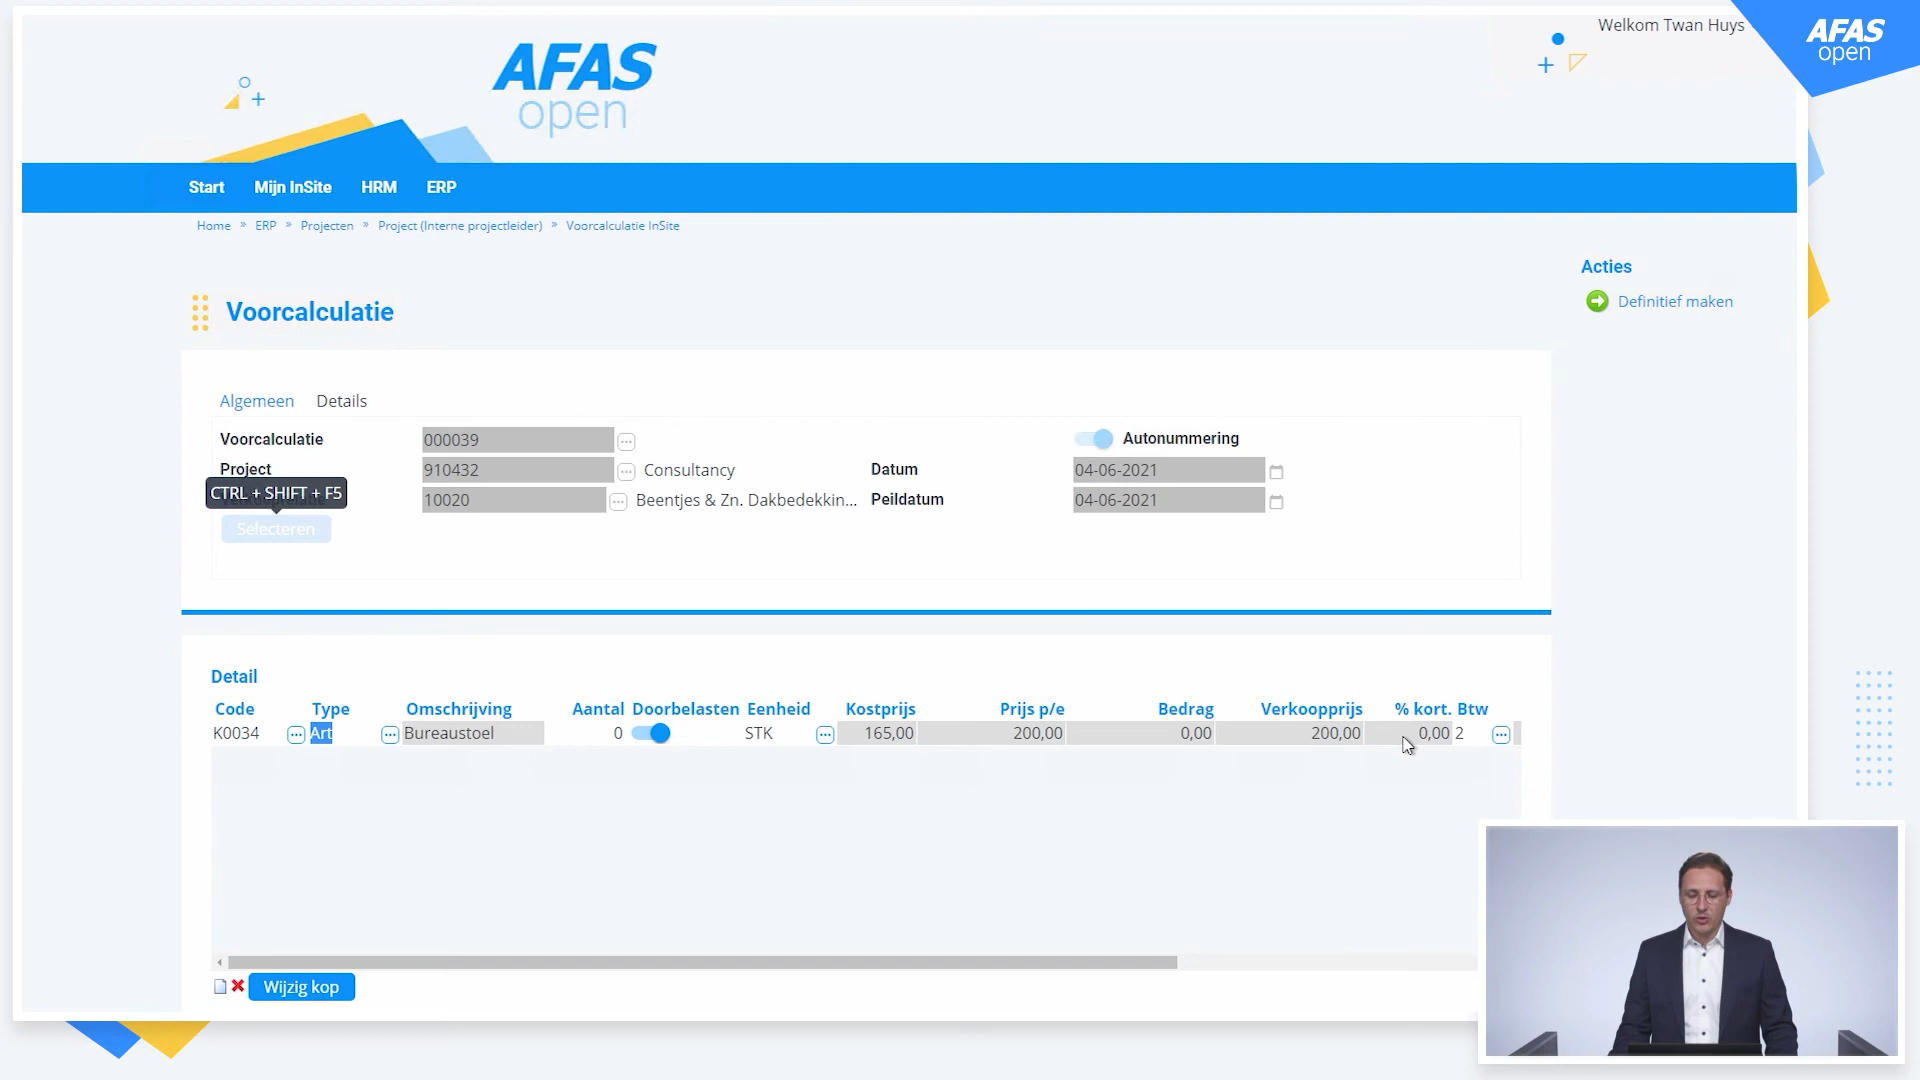 Welkom Twan Huys
AFAS
open
AFAS
open
Start Mijn InSite HRM ERP
Home » ERP » Projecten » Project (Interne projectleider) » Voorcalculatie InSite
Acties
Definitief maken
Voorcalculatie
Algemeen Details
Voorcalculatie 000039 Autonummering
Project 910432 Consultancy Datum 04-06-2021
CTRL + SHIFT + F5
10020 Beentjes & Zn. Dakbedekkin... Peildatum 04-06-2021
Selecteren
Detail
Code Type Omschrijving Aantal Doorbelasten Eenheid Kostprijs Prijs p/e Bedrag Verkoopprijs % kort. Btw
K0034 Art Bureaustoel 0 STK 165,00 200,00 0,00 200,00 0,00 2
Wijzig kop